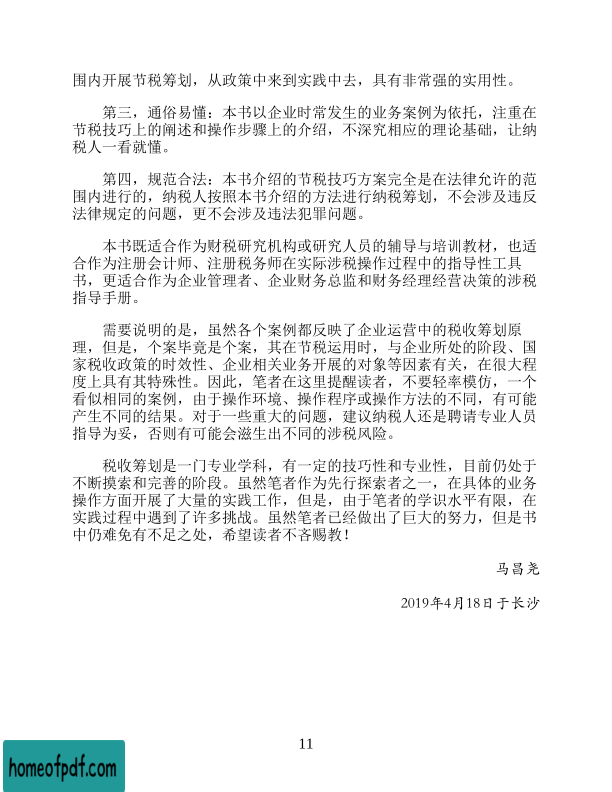 围内开展节税筹划，从政策中来到实践中去，具有非常强的实用性。
第三，通俗易懂：本书以企业时常发生的业务案例为依托，注重在
节税技巧上的阐述和操作步骤上的介绍，不深究相应的理论基础，让纳
税人一看就懂。
第四，规范合法：本书介绍的节税技巧方案完全是在法律允许的范
围内进行的，纳税人按照本书介绍的方法进行纳税筹划，不会涉及违反
法律规定的问题，更不会涉及违法犯罪问题。
本书既适合作为财税研究机构或研究人员的辅导与培训教材，也适
合作为注册会计师、注册税务师在实际涉税操作过程中的指导性工具
书，更适合作为企业管理者、企业财务总监和财务经理经营决策的涉税
指导手册。
需要说明的是，虽然各个案例都反映了企业运营中的税收筹划原
理，但是，个案毕竟是个案，其在节税运用时，与企业所处的阶段、国
家税收政策的时效性、企业相关业务开展的对象等因素有关，在很大程
度上具有其特殊性。因此，笔者在这里提醒读者，不要轻率模仿，一个
看似相同的案例，由于操作环境、操作程序或操作方法的不同，有可能
产生不同的结果。对于一些重大的问题，建议纳税人还是聘请专业人员
指导为妥，否则有可能会滋生出不同的涉税风险。
税收筹划是一门专业学科，有一定的技巧性和专业性，目前仍处于
不断摸索和完善的阶段。虽然笔者作为先行探索者之一，在具体的业务
操作方面开展了大量的实践工作，但是，由于笔者的学识水平有限，在
实践过程中遇到了许多挑战。虽然笔者已经做出了巨大的努力，但是书
中仍难免有不足之处，希望读者不吝赐教！
马昌尧
2019年4月18日于长沙
11
homeofpdf.com